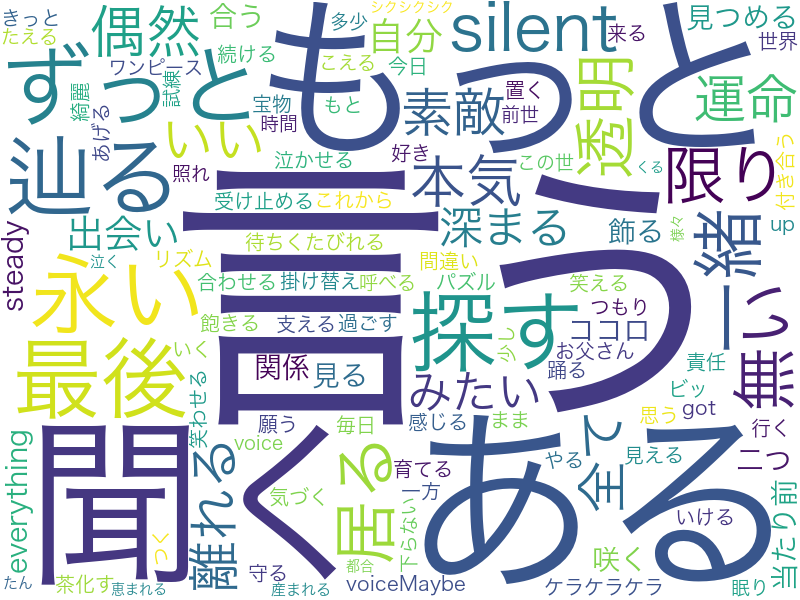 きっと
偶然
合う
多少
シクシクシク
自分
silent
来る
見つめる
世界
たえる
ワンピース
続ける
こえる
今日
ずっと
もっと
綺麗
試練
宝物
もと
素敵
置く
前世
透明
運命
あげる
時間
いい
辿る
照れ
泣かせる
好き
本気
この世
くる
限り
付き合う
受け止める
これから
言う
出会い
深まる
飾る
一緒
様々
up
steady
待ちくたびれる
泣く
リズム
永い
合わせる
掛け替え
呼べる
間違い
パズル
笑える
探す
つもり
ココロ
無い
飽きる
支える
過ごす
最後
いく
関係
見る
みたい
少し
お父さん
踊る
責任
ビッ
笑わせる
願う
毎日
感じる
まま
ある
全て
思う
got
行く
everything
聞く
離れる
voice
居る
育てる
一方
やる
見える
二つ
気づく
下らない
いける
当たり前
つく
守る
都合
咲く
たん
茶化す
恵まれる
産まれる
voiceMaybe
ケラケラケラ
眠り